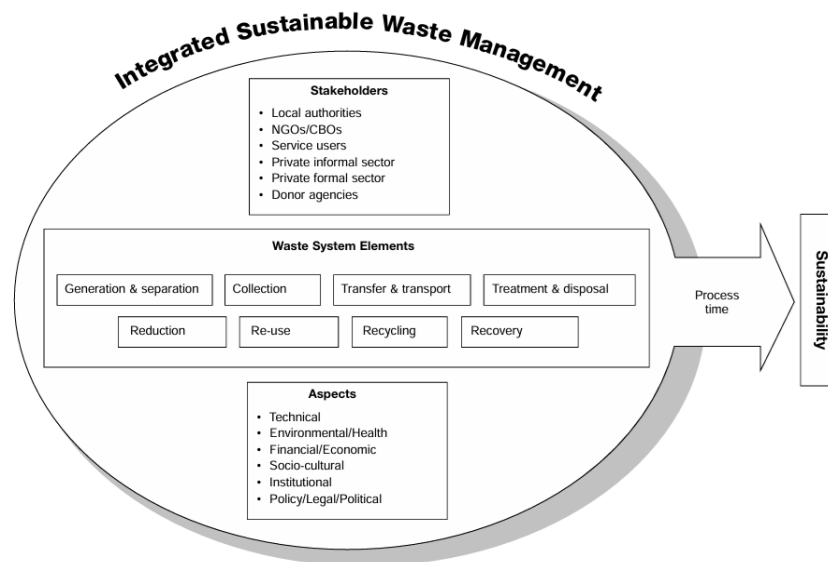 Integrated Sustainable Waste Management
Stakeholders
• Local authorities
• NGOs/CBOs
• Service users
• Private informal sector
• Private formal sector
• Donor agencies
Waste System Elements
Generation & separation
Collection
Transfer & transport
Treatment & disposal
Reduction
Re-use
Recycling
Recovery
Process
time
Sustainability
Aspects
• Technical
• Environmental/Health
• Financial/Economic
• Socio-cultural
• Institutional
• Policy/Legal/Political